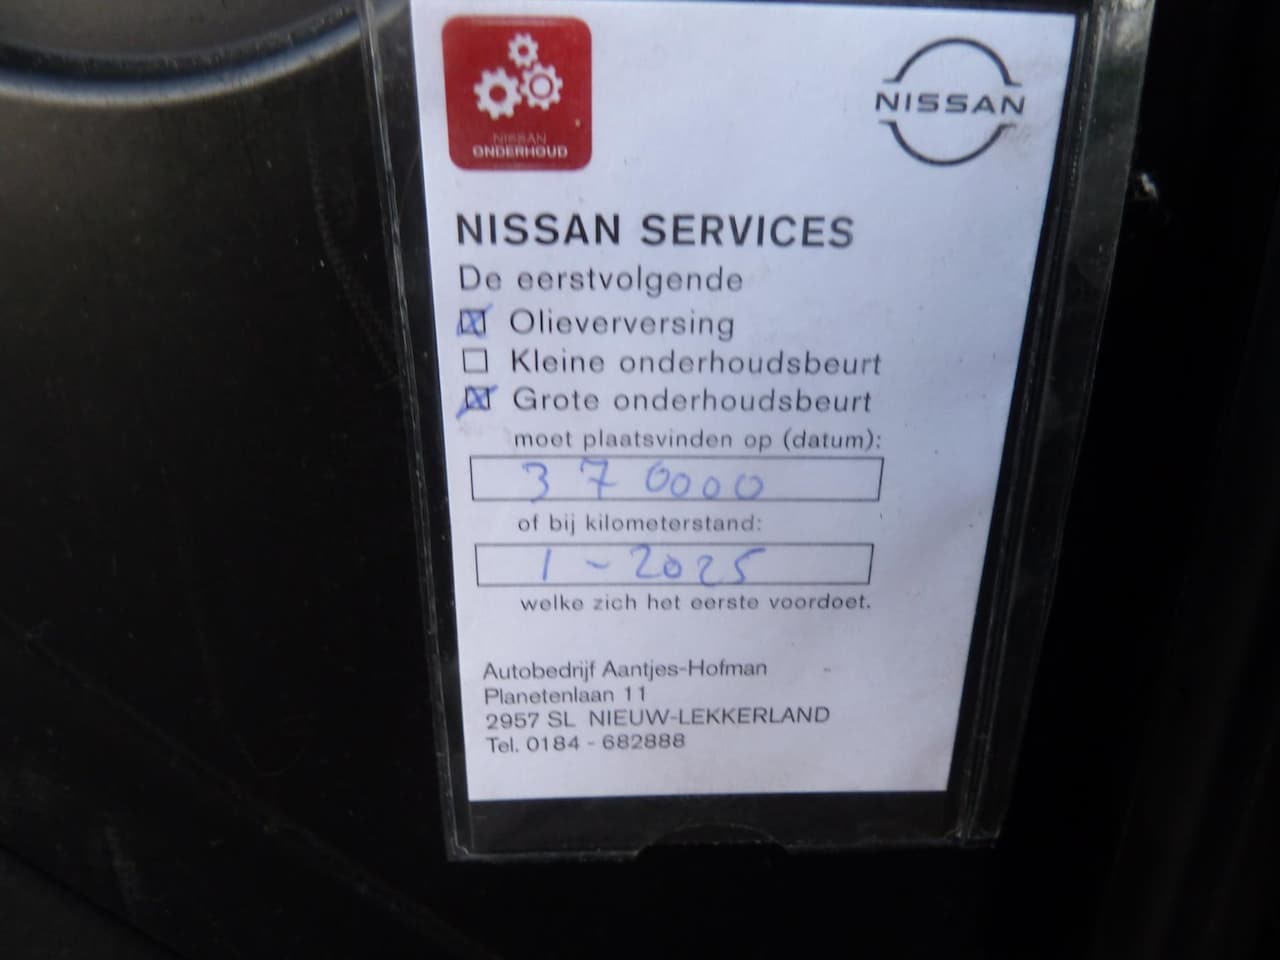 NISSAN
ONDERHOUD
NISSAN
NISSAN SERVICES
De eerstvolgende
Olieverversing
Kleine onderhoudsbeurt
Grote onderhoudsbeurt
moet plaatsvinden op (datum):
370000
of bij kilometerstand:
1-2025
welke zich het eerste voordoet.
Autobedrijf Aantjes-Hofman
Planetenlaan 11
2957 SL NIEUW-LEKKERLAND
Tel. 0184 - 682888